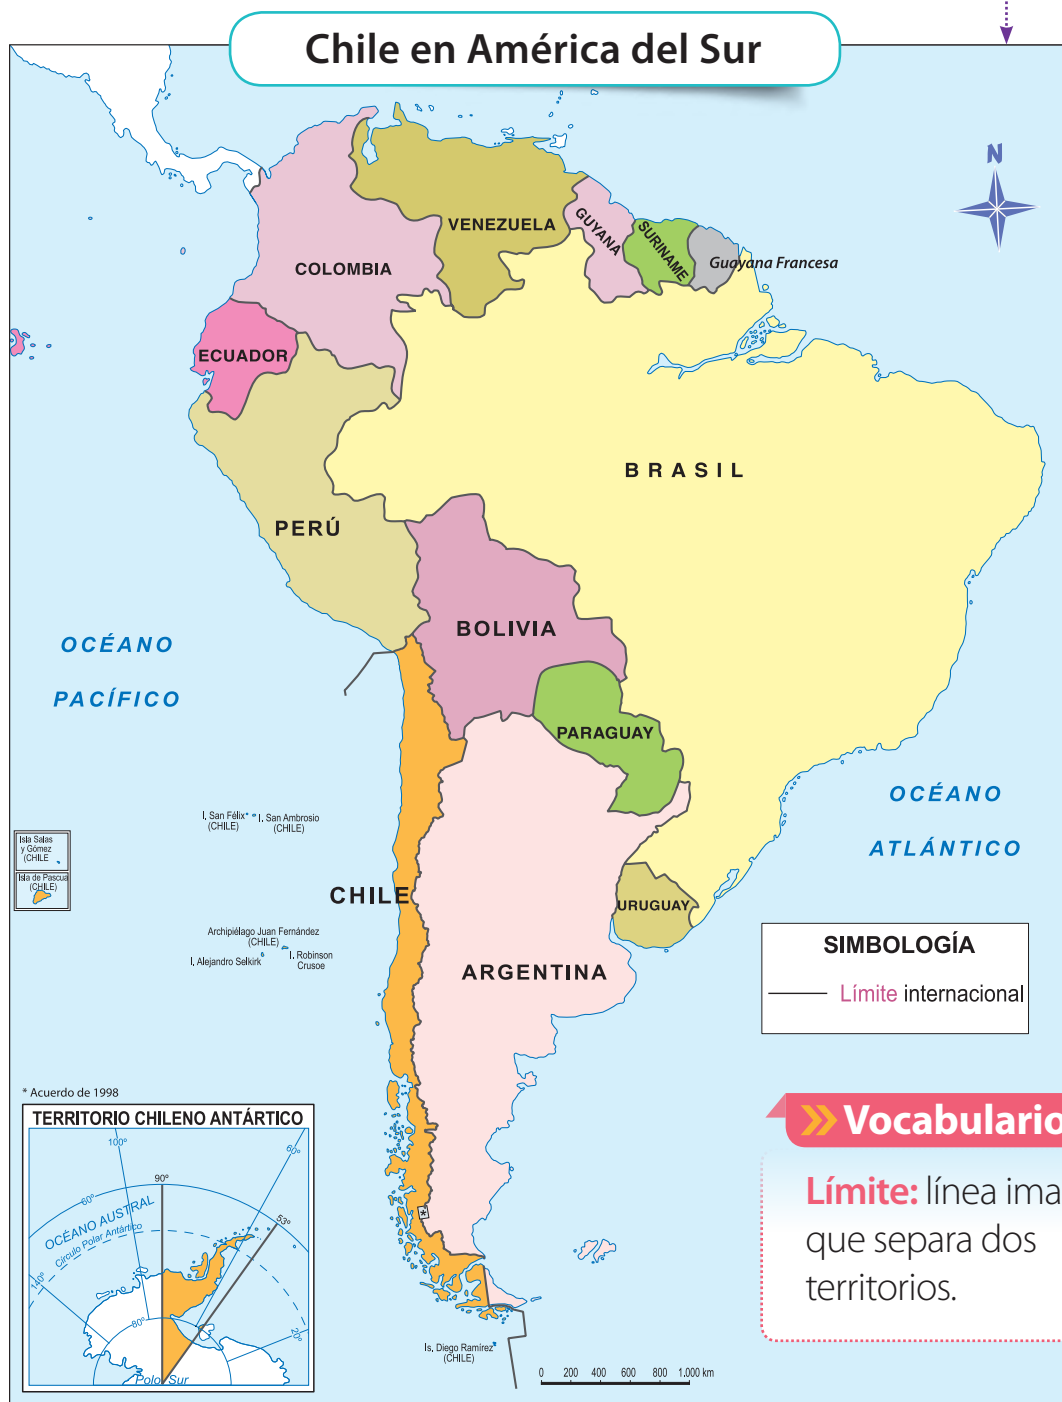 Chile en América del Sur
N
VENEZUELA
GUYANA
SURINAME
Guayana Francesa
COLOMBIA
ECUADOR
BRASIL
PERÚ
BOLIVIA
OCÉANO
PACÍFICO
PARAGUAY
OCÉANO
ATLÁNTICO
I. San Félix
(CHILE)
I. San Ambrosio
(CHILE)
Isla Salas
y Gómez
(CHILE
Isla de Pascua
(CHILE)
CHILE
URUGUAY
Archipiélago Juan Fernández
(CHILE)
I. Alejandro Selkirk
I. Robinson
Crusoe
ARGENTINA
SIMBOLOGÍA
Límite internacional
* Acuerdo de 1998
TERRITORIO CHILENO ANTÁRTICO
100°
60°
90°
60°
53°
OCÉANO AUSTRAL
Círculo Polar Antártico
140°
80°
20°
Polo Sur
*
Is. Diego Ramírez
(CHILE)
0 200 400 600 800 1.000 km
Vocabulario
Límite: línea ima
que separa dos
territorios.